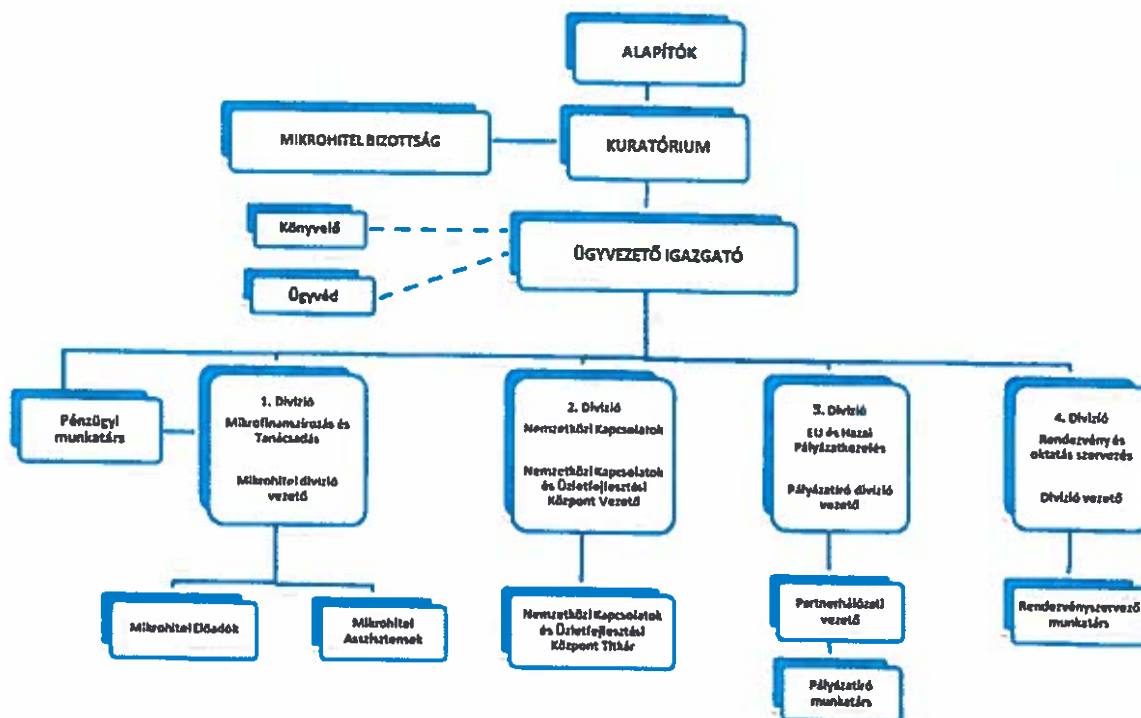 ALAPÍTÓK
MIKROHITEL BIZOTTSÁG
KURATÓRIUM
Könyvelő
ÜGYVEZETŐ IGAZGATÓ
Ügyvéd
Pénzügyi
munkatárs
1. Divízió
Mikrofinanszírozás és
Tanácsadás
Mikrohitel divízió
vezető
2. Divízió
Nemzetközi Kapcsolatok
Nemzetközi Kapcsolatok
és Üzletfejlesztési
Központ Vezető
3. Divízió
EU és Hazai
Pályázatkezelés
Pályázatíró divízió
vezető
4. Divízió
Rendezvény és
oktatás szervezés
Divízió vezető
Mikrohitel Előadók
Mikrohitel
Asszisztensek
Nemzetközi Kapcsolatok
és Üzletfejlesztési
Központ Titkár
Partnerhálózati
vezető
Pályázatíró
munkatárs
Rendezvényszervező
munkatárs